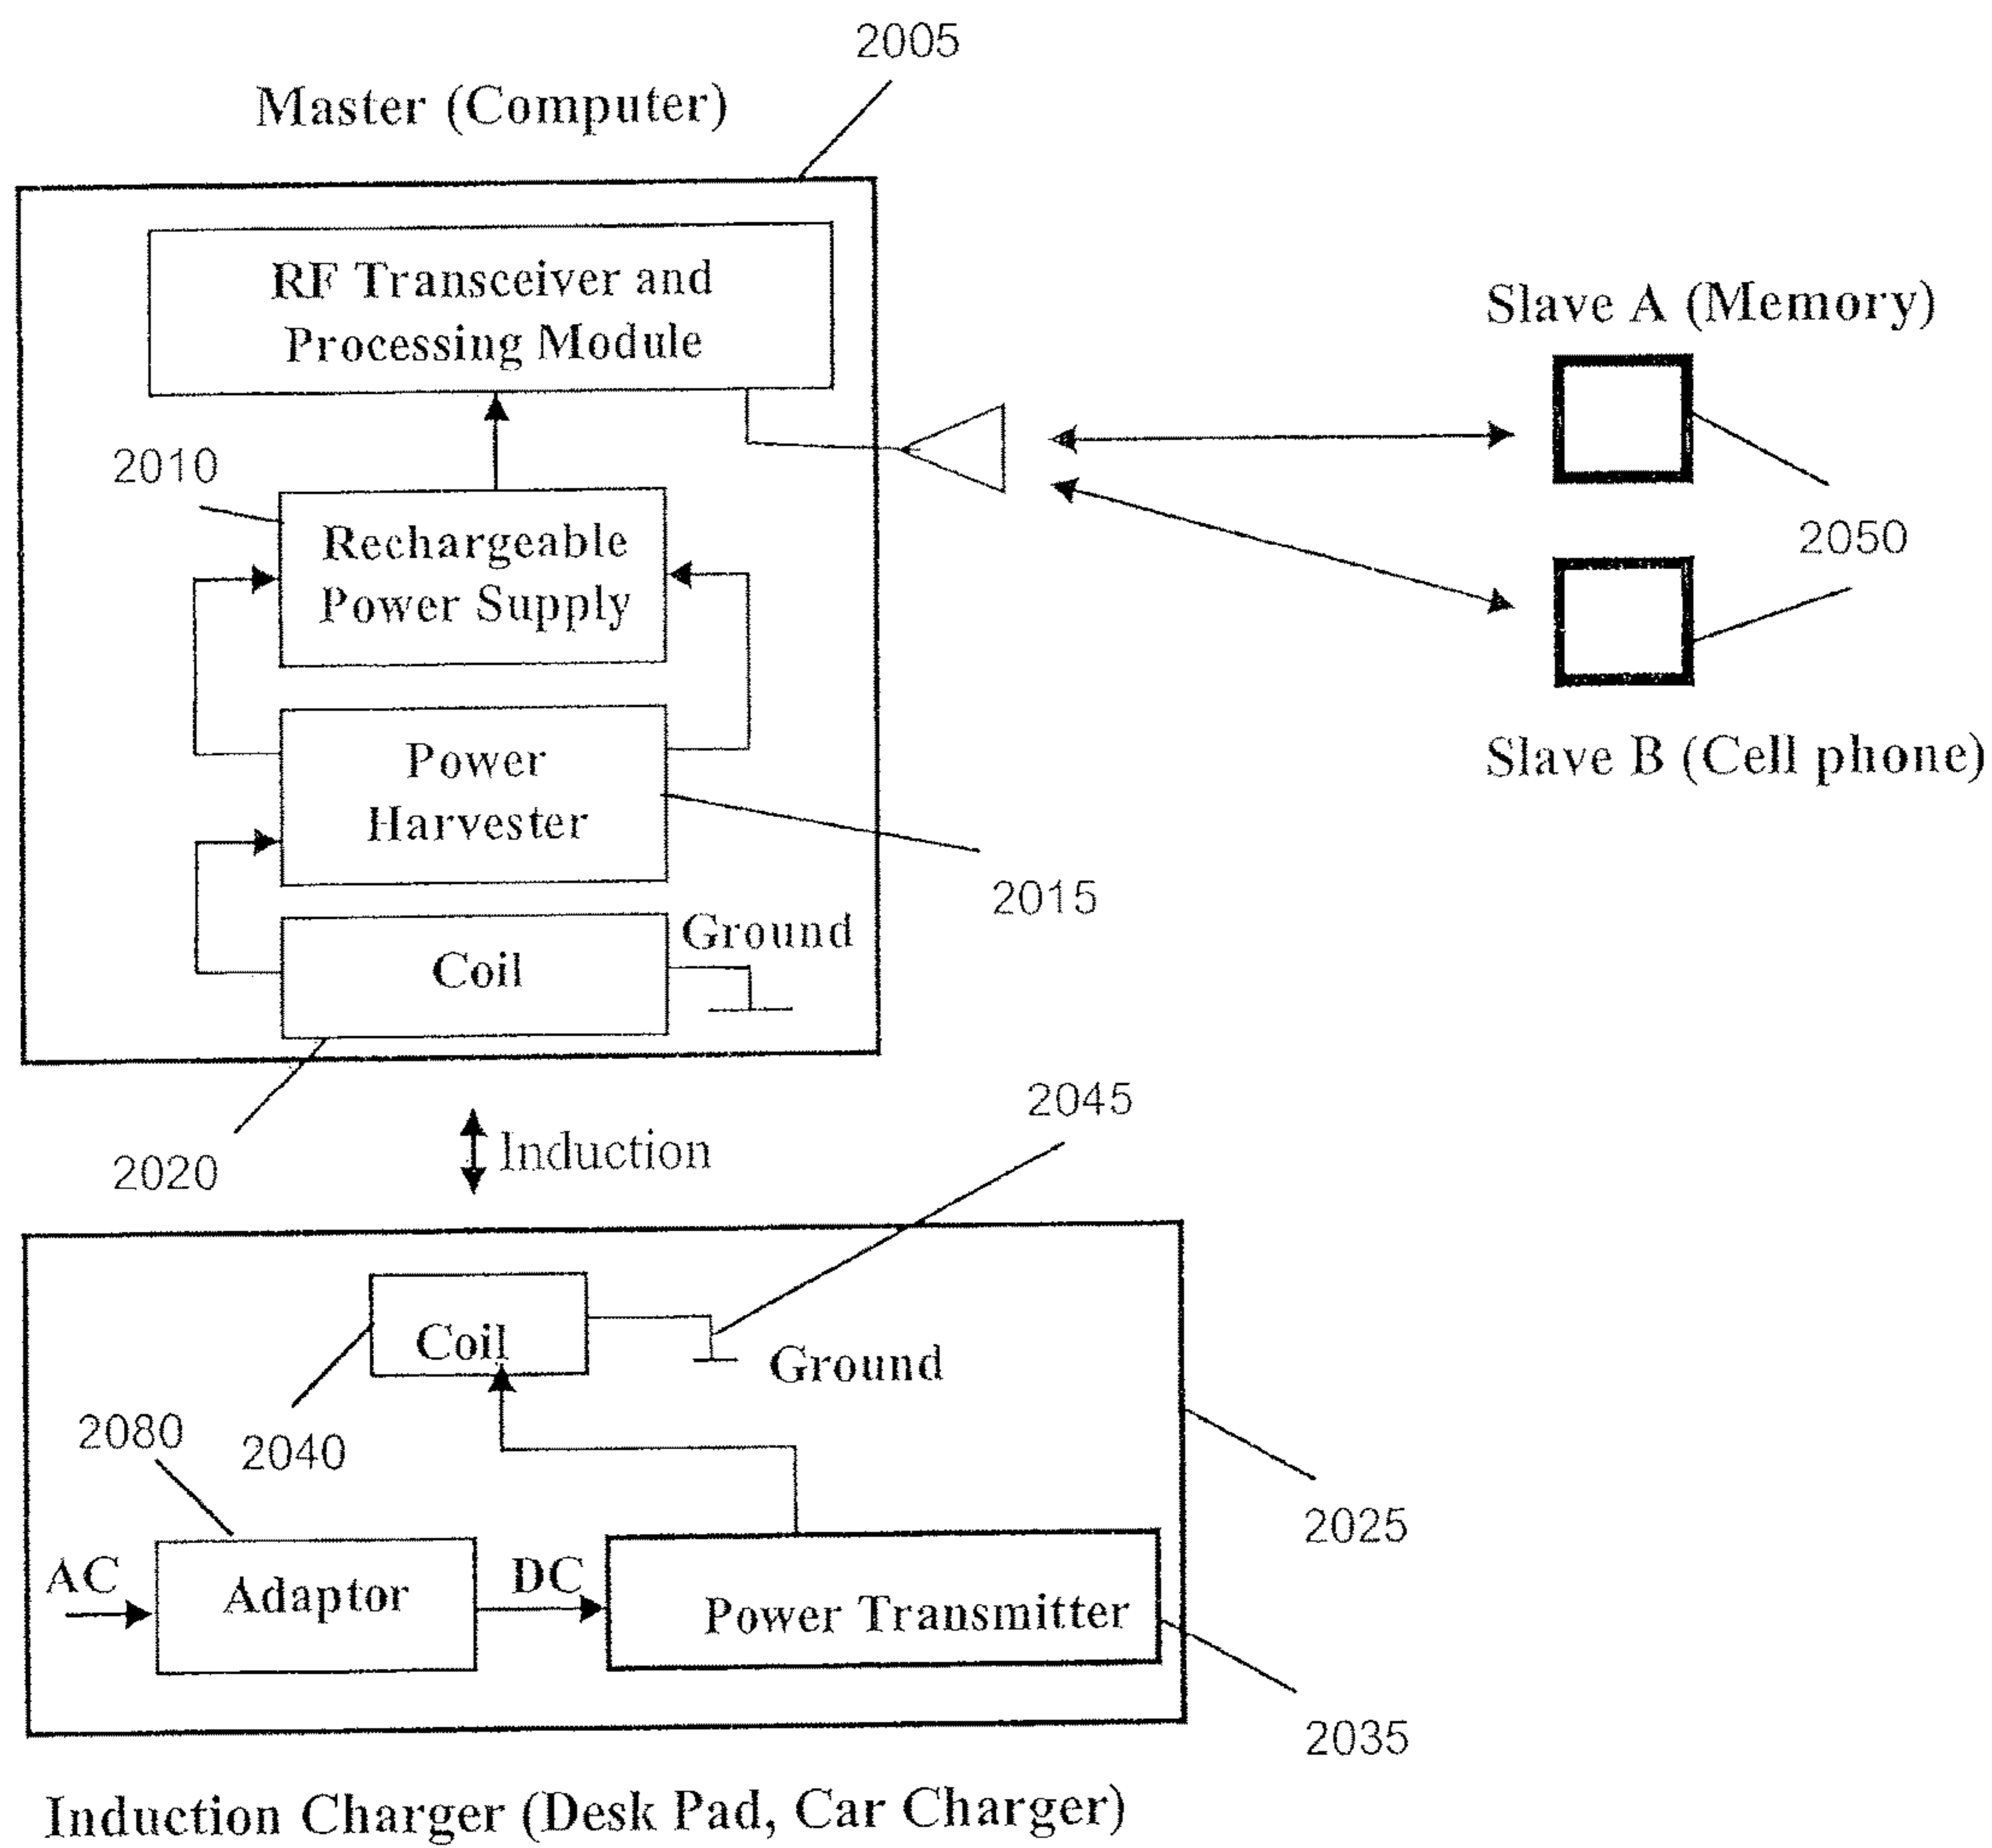 2005
Master (Computer)
RF Transceiver and
Processing Module
Slave A (Memory)
2010
Rechargeable
Power Supply
2050
Power
Harvester
Slave B (Cell phone)
2015
Ground
Coil
2045
2020
Induction
Coil
Ground
2080
2040
2025
AC
Adaptor
DC
Power Transmitter
2035
Induction Charger (Desk Pad, Car Charger)